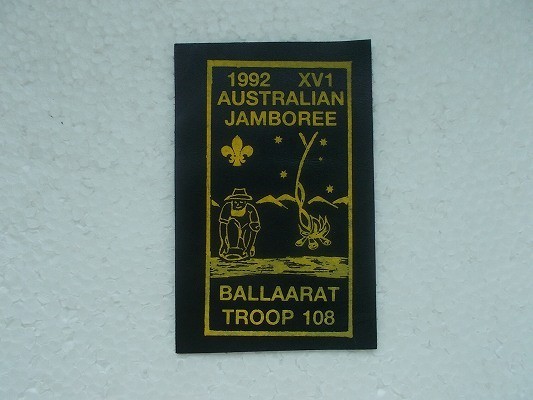 1992 XV1
AUSTRALIAN
JAMBOREE
BALLAARAT
TROOP 108